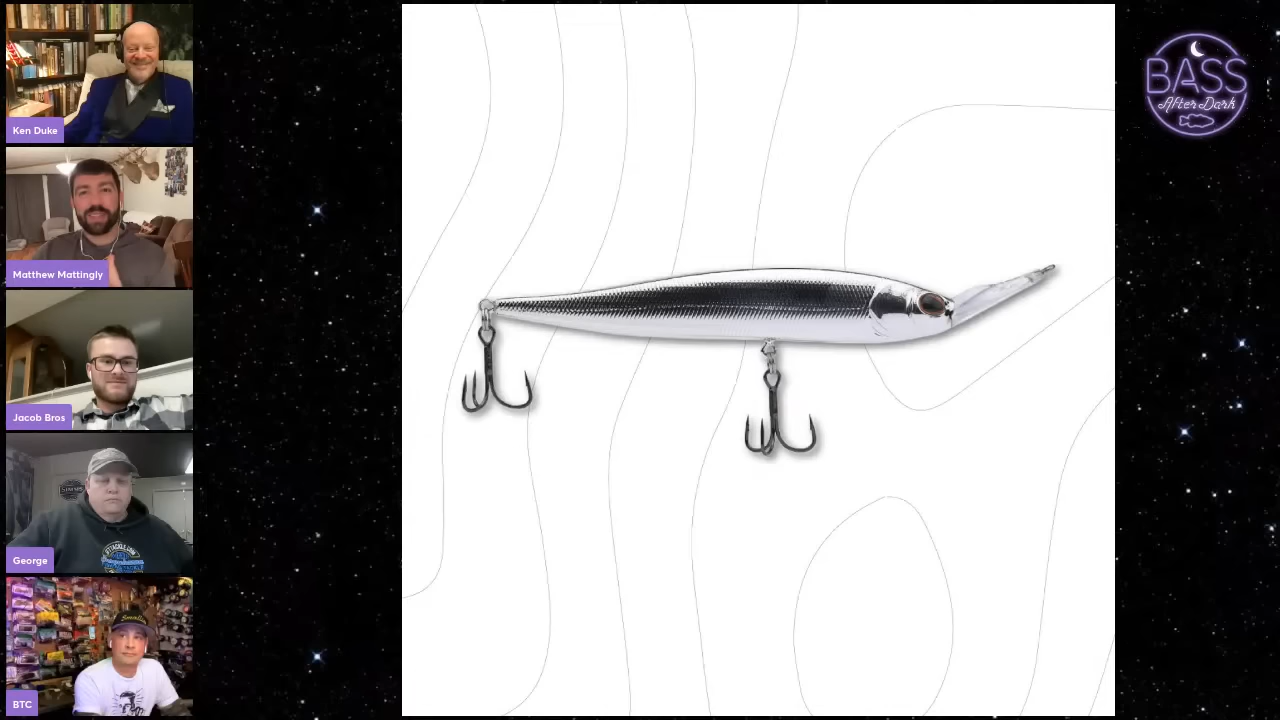 Ken Duke
Matthew Mattingly
Jacob Bros
George
BTC
BASS
After Dark